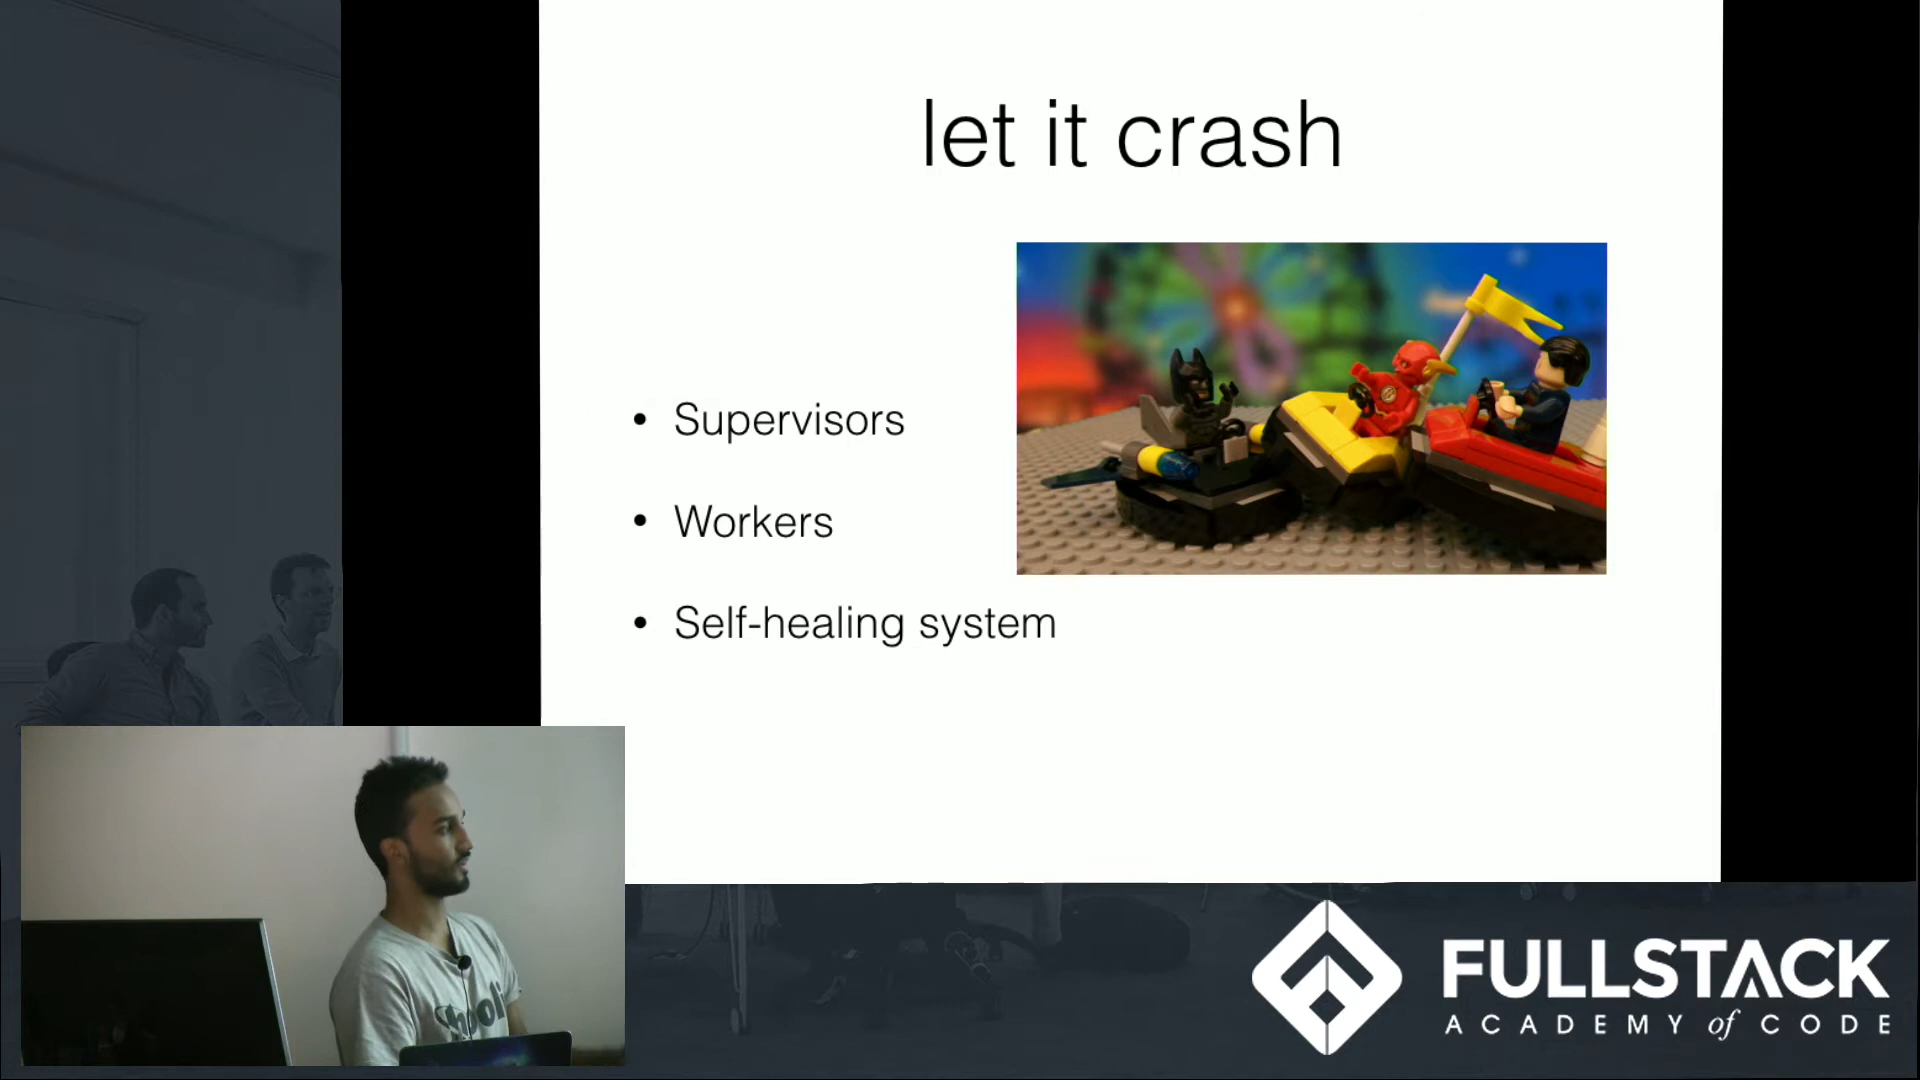 let it crash
• Supervisors
• Workers
• Self-healing system
FULLSTACK
ACADEMY of CODE